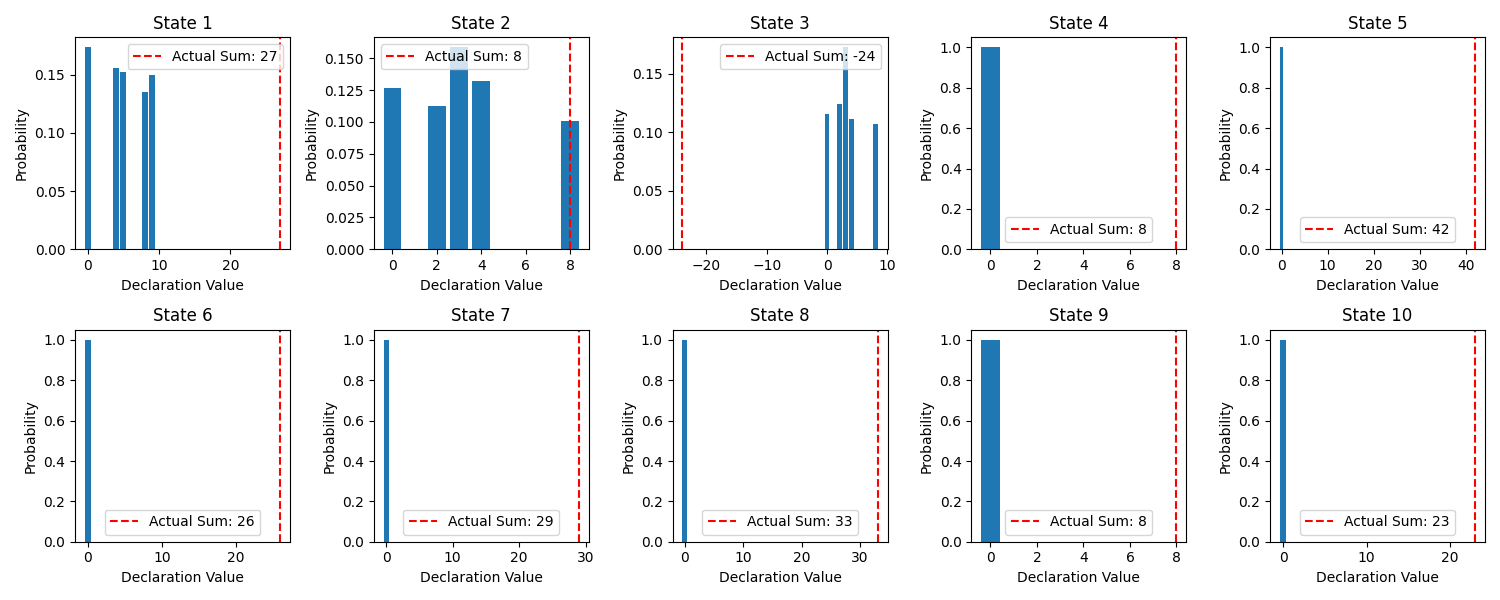 State 1
Actual Sum: 27
0.15
0.10
0.05
0.00
Probability
0 10 20
Declaration Value
State 2
Actual Sum: 8
0.150
0.125
0.100
0.075
0.050
0.025
0.000
Probability
0 2 4 6 8
Declaration Value
State 3
Actual Sum: -24
0.15
0.10
0.05
0.00
Probability
−20 −10 0 10
Declaration Value
State 4
1.0
0.8
0.6
0.4
0.2
0.0
Probability
Actual Sum: 8
0 2 4 6 8
Declaration Value
State 5
1.0
0.8
0.6
0.4
0.2
0.0
Probability
Actual Sum: 42
0 10 20 30 40
Declaration Value
State 6
1.0
0.8
0.6
0.4
0.2
0.0
Probability
Actual Sum: 26
0 10 20
Declaration Value
State 7
1.0
0.8
0.6
0.4
0.2
0.0
Probability
Actual Sum: 29
0 10 20 30
Declaration Value
State 8
1.0
0.8
0.6
0.4
0.2
0.0
Probability
Actual Sum: 33
0 10 20 30
Declaration Value
State 9
1.0
0.8
0.6
0.4
0.2
0.0
Probability
Actual Sum: 8
0 2 4 6 8
Declaration Value
State 10
1.0
0.8
0.6
0.4
0.2
0.0
Probability
Actual Sum: 23
0 10 20
Declaration Value